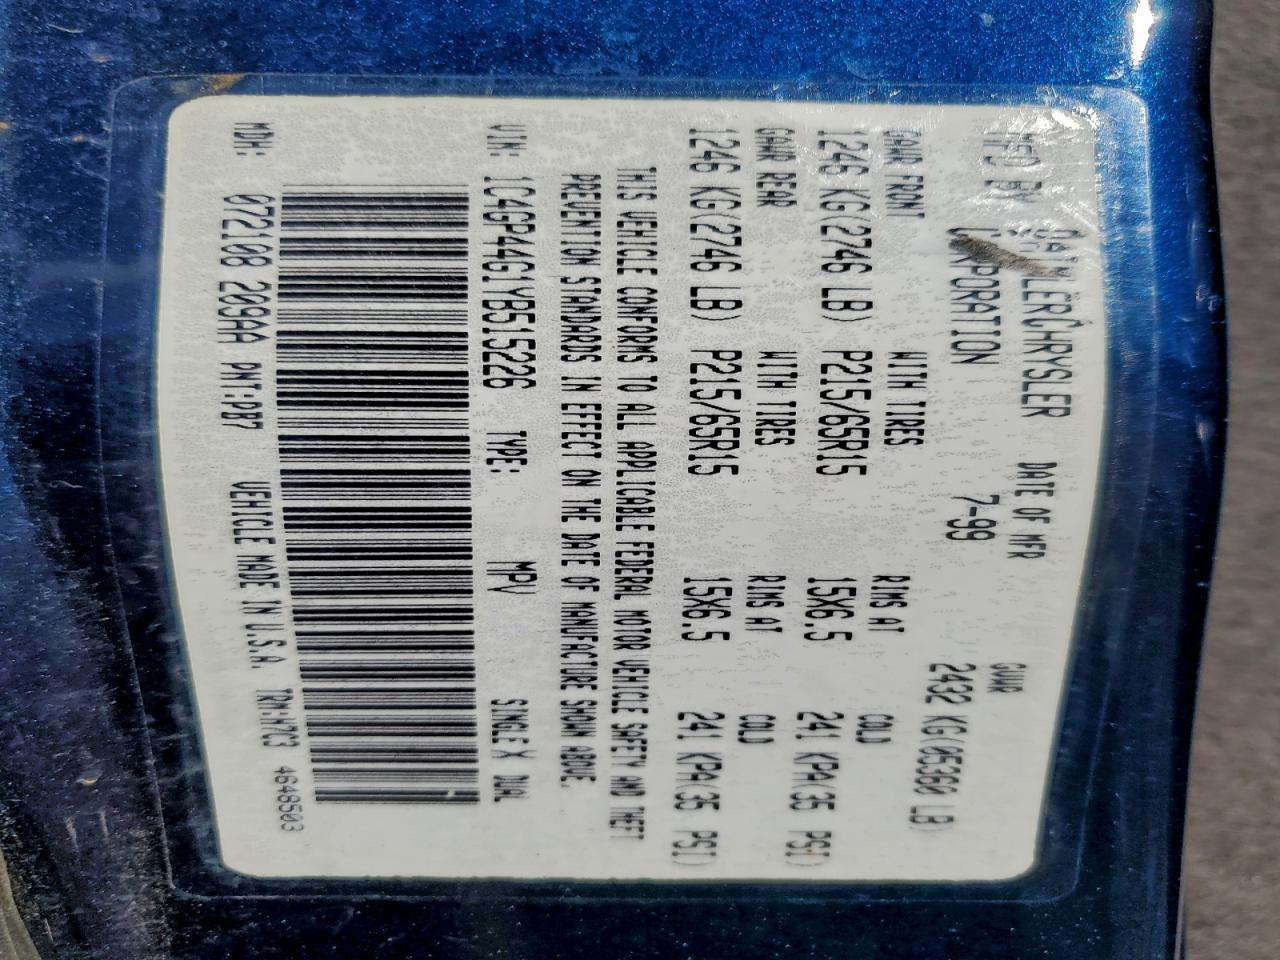 MFD BY DAIMLERCHRYSLER CORPORATION
DATE OF MFR 7-99
GVWR 2432 KG(05360 LB)
GAWR FRONT WITH TIRES RIMS AT COLD
1246 KG(2746 LB) P215/65R15 15X6.5 241 KPA(35 PSI)
GAWR REAR WITH TIRES RIMS AT COLD
1246 KG(2746 LB) P215/65R15 15X6.5 241 KPA(35 PSI)
THIS VEHICLE CONFORMS TO ALL APPLICABLE FEDERAL MOTOR VEHICLE SAFETY AND THEFT
PREVENTION STANDARDS IN EFFECT ON THE DATE OF MANUFACTURE SHOWN ABOVE.
VIN: 1C4GP44G1YB515226 TYPE: MPV SINGLE X DUAL
MDH: 072108 209AA PNT:PB7 VEHICLE MADE IN U.S.A. TRM:H7C3 4648503